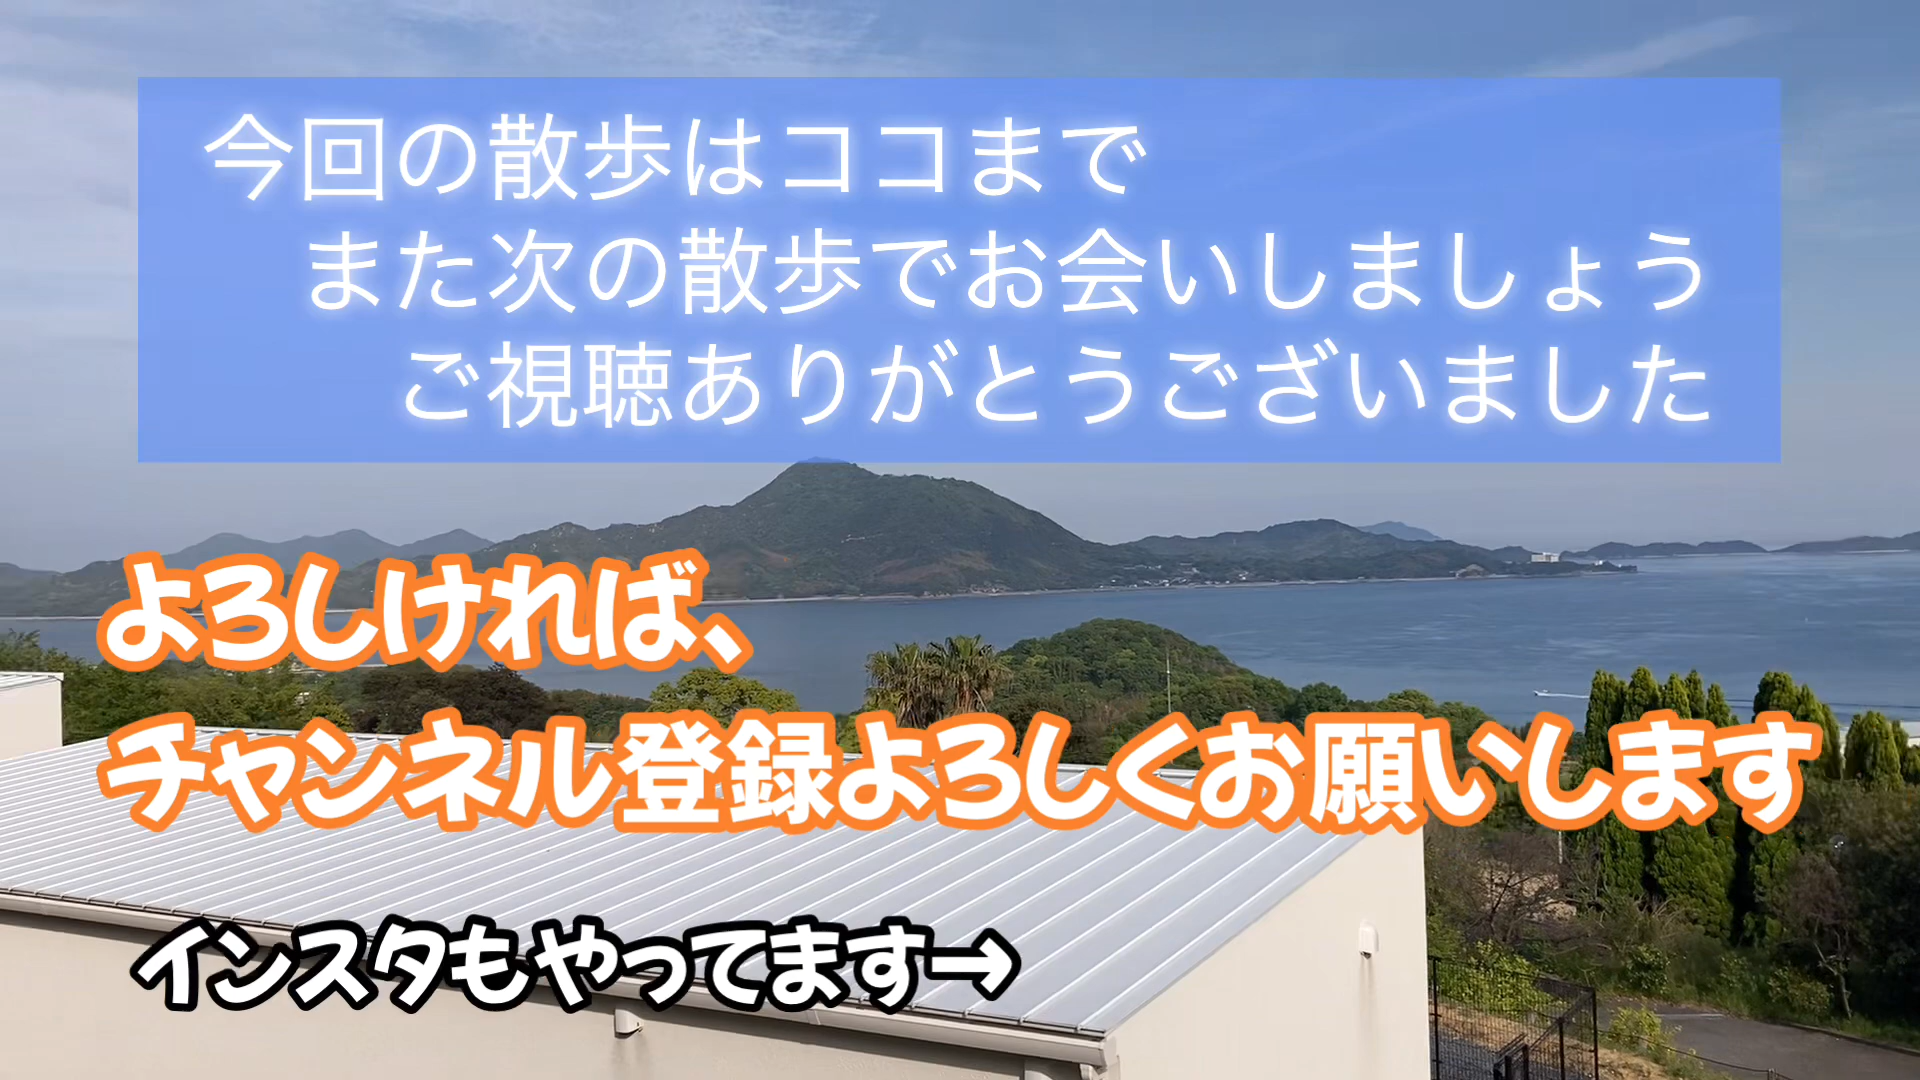 今回の散歩はココまで
また次の散歩でお会いしましょう
ご視聴ありがとうございました
よろしければ、
チャンネル登録よろしくお願いします
インスタもやってます→